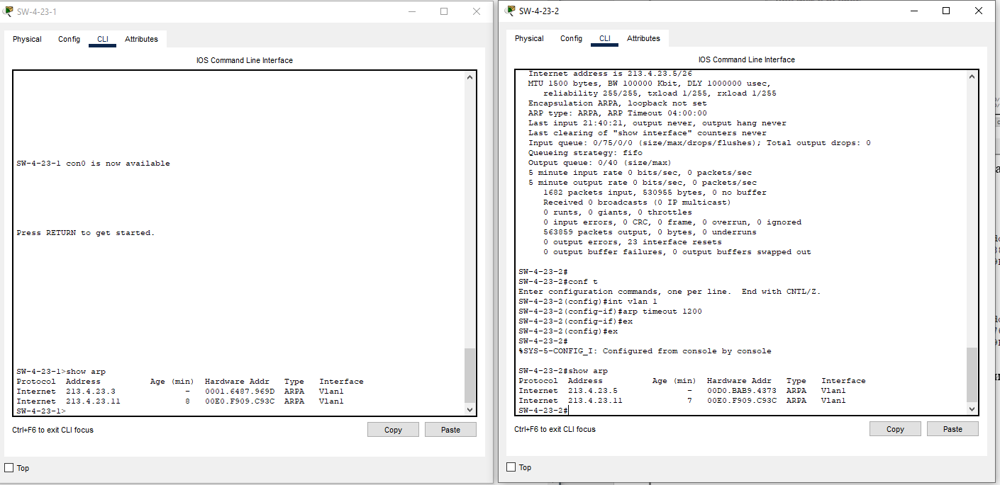 SW-4-23-1
Physical Config CLI Attributes
IOS Command Line Interface
SW-4-23-1 con0 is now available
Press RETURN to get started.
SW-4-23-1>show arp
Protocol  Address          Age (min)  Hardware Addr   Type   Interface
Internet  213.4.23.3              -   0001.6487.969D  ARPA   Vlan1
Internet  213.4.23.11             8   00E0.F909.C93C  ARPA   Vlan1
SW-4-23-1>
Ctrl+F6 to exit CLI focus
Copy Paste
Top
SW-4-23-2
Physical Config CLI Attributes
IOS Command Line Interface
  Internet address is 213.4.23.5/26
  MTU 1500 bytes, BW 100000 Kbit, DLY 1000000 usec,
     reliability 255/255, txload 1/255, rxload 1/255
  Encapsulation ARPA, loopback not set
  ARP type: ARPA, ARP Timeout 04:00:00
  Last input 21:40:21, output never, output hang never
  Last clearing of "show interface" counters never
  Input queue: 0/75/0/0 (size/max/drops/flushes); Total output drops: 0
  Queueing strategy: fifo
  Output queue: 0/40 (size/max)
  5 minute input rate 0 bits/sec, 0 packets/sec
  5 minute output rate 0 bits/sec, 0 packets/sec
     1682 packets input, 530955 bytes, 0 no buffer
     Received 0 broadcasts (0 IP multicast)
     0 runts, 0 giants, 0 throttles
     0 input errors, 0 CRC, 0 frame, 0 overrun, 0 ignored
     563859 packets output, 0 bytes, 0 underruns
     0 output errors, 23 interface resets
     0 output buffer failures, 0 output buffers swapped out
SW-4-23-2#
SW-4-23-2#conf t
Enter configuration commands, one per line.  End with CNTL/Z.
SW-4-23-2(config)#int vlan 1
SW-4-23-2(config-if)#arp timeout 1200
SW-4-23-2(config-if)#ex
SW-4-23-2(config)#ex
SW-4-23-2#
%SYS-5-CONFIG_I: Configured from console by console
SW-4-23-2#show arp
Protocol  Address          Age (min)  Hardware Addr   Type   Interface
Internet  213.4.23.5              -   00D0.BAB9.4373  ARPA   Vlan1
Internet  213.4.23.11             7   00E0.F909.C93C  ARPA   Vlan1
SW-4-23-2#
Ctrl+F6 to exit CLI focus
Copy Paste
Top